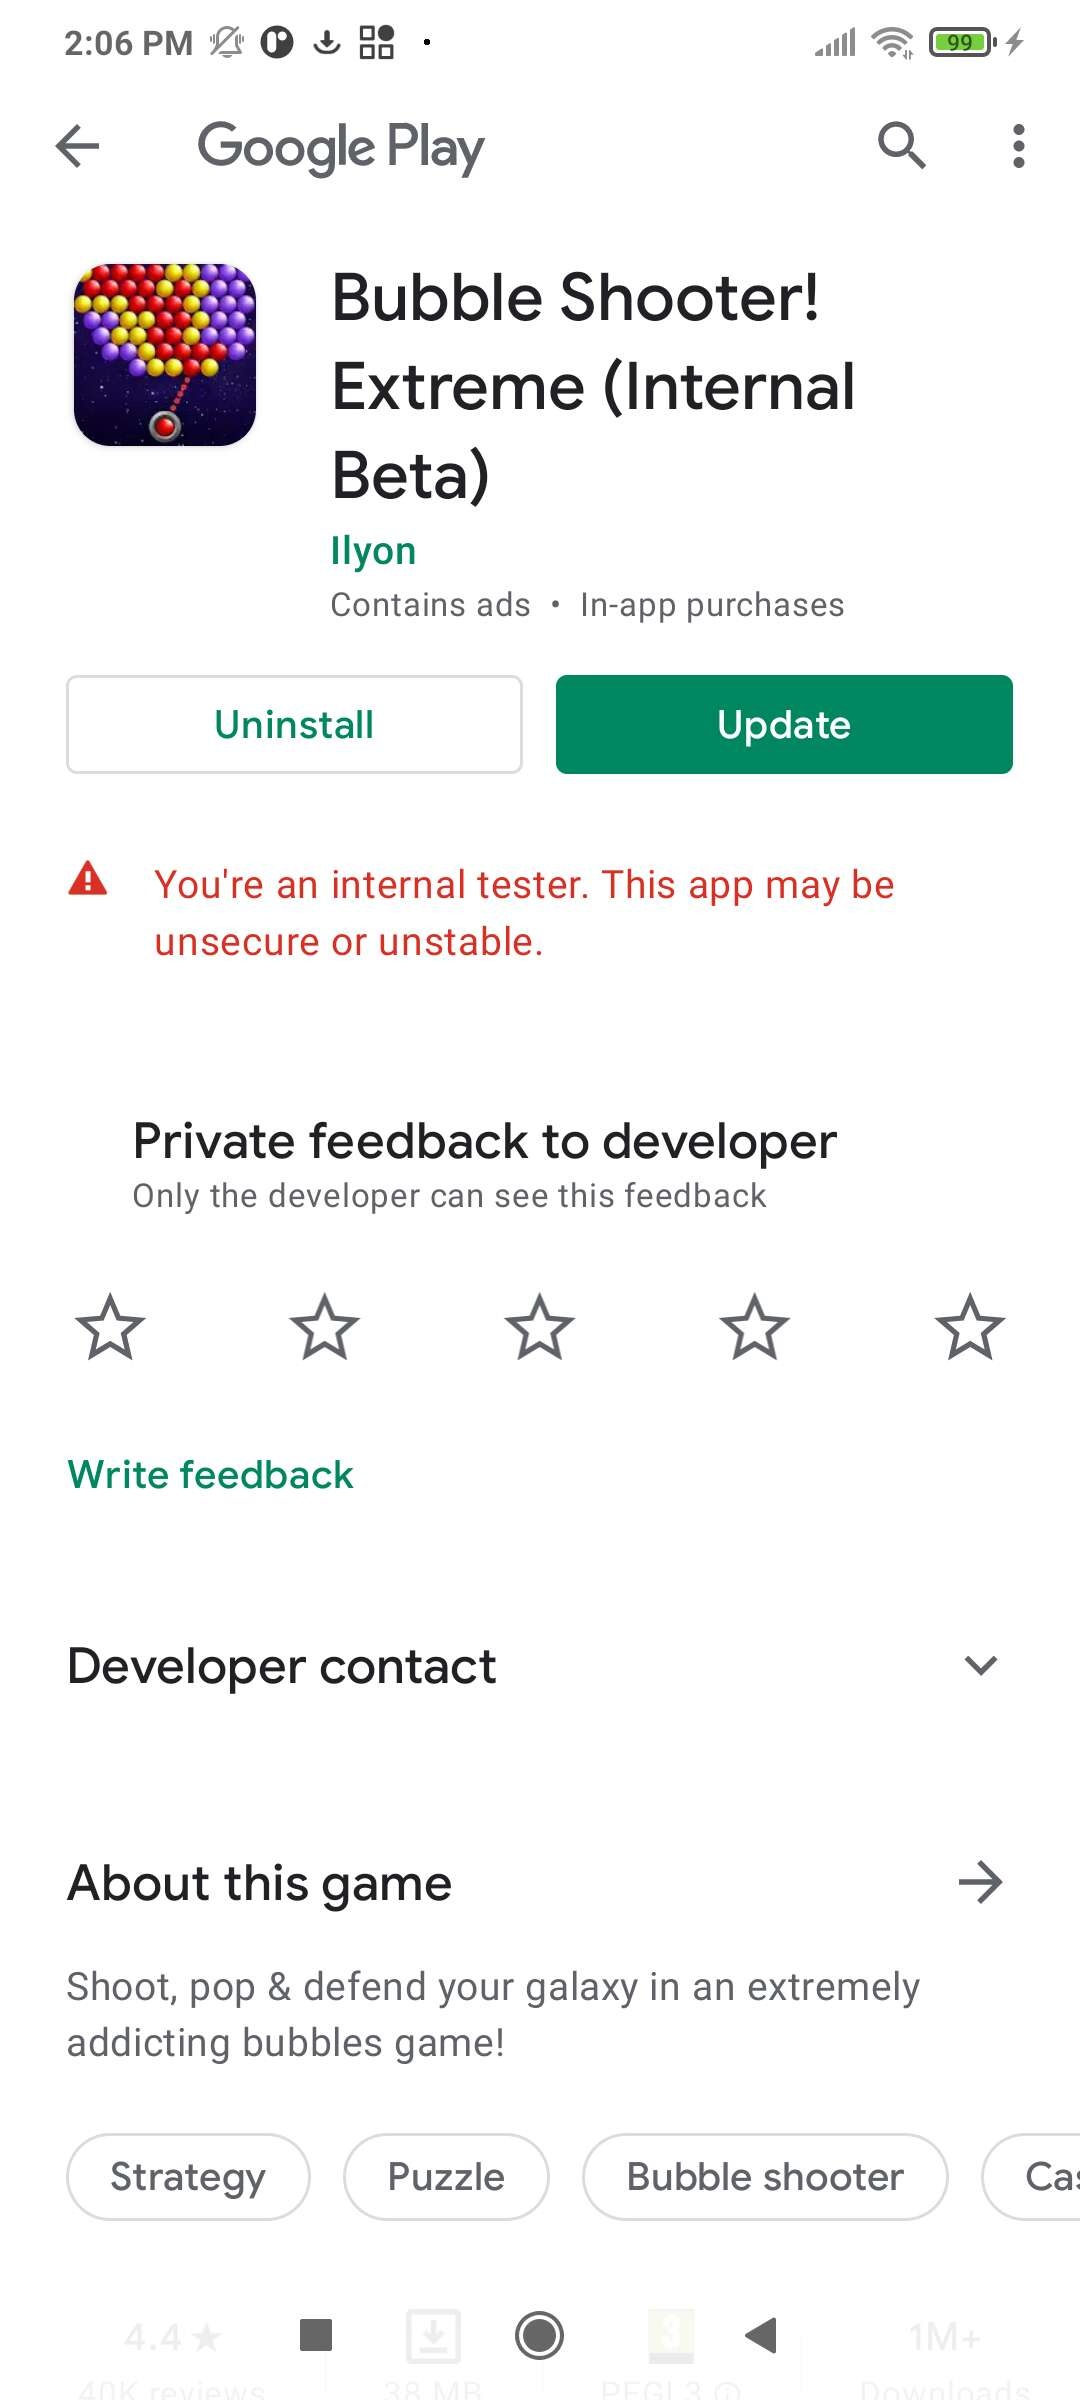 2:06 PM
99
Google Play
Bubble Shooter!
Extreme (Internal
Beta)
Ilyon
Contains ads • In-app purchases
Uninstall
Update
You're an internal tester. This app may be
unsecure or unstable.
Private feedback to developer
Only the developer can see this feedback
Write feedback
Developer contact
About this game
Shoot, pop & defend your galaxy in an extremely
addicting bubbles game!
Strategy
Puzzle
Bubble shooter
Cas
4.4★
3
1M+
40K reviews
38 MB
PEGI 3
Downloads